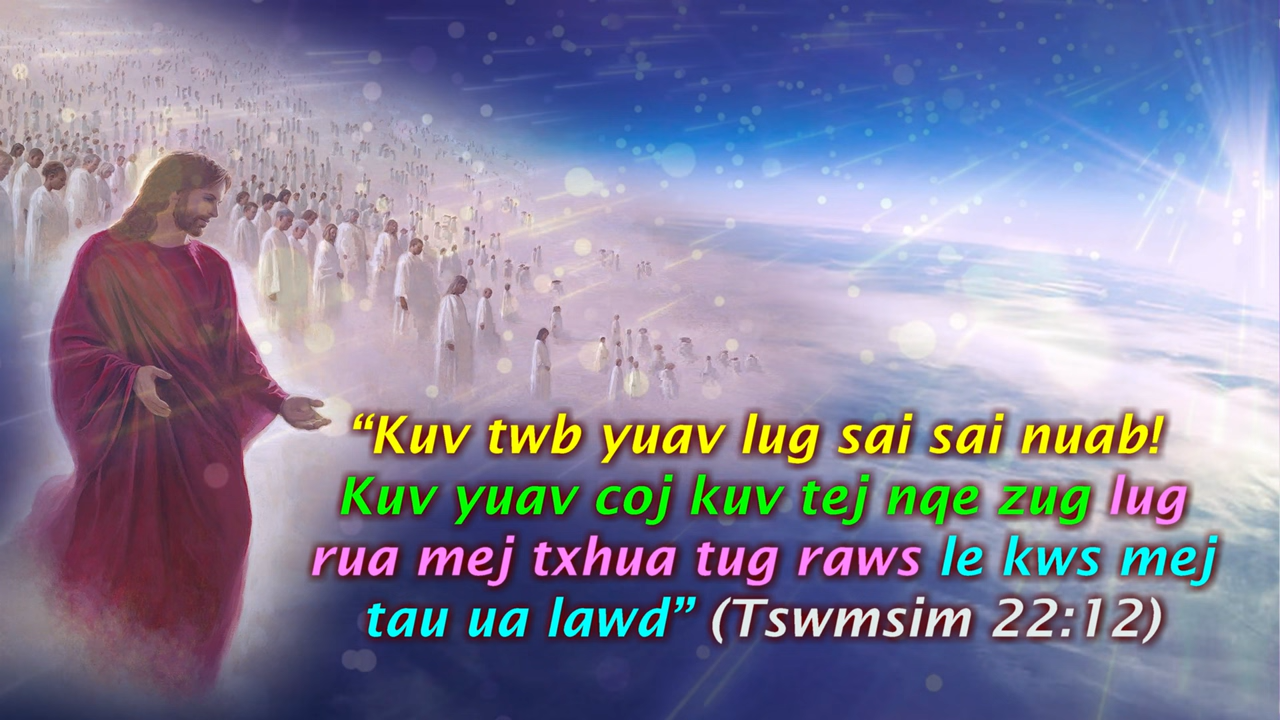 “Kuv twb yuav lug sai sai nuab!
Kuv yuav coj kuv tej nqe zug lug
rua mej txhua tug raws le kws mej
tau ua lawd” (Tswmsim 22:12)